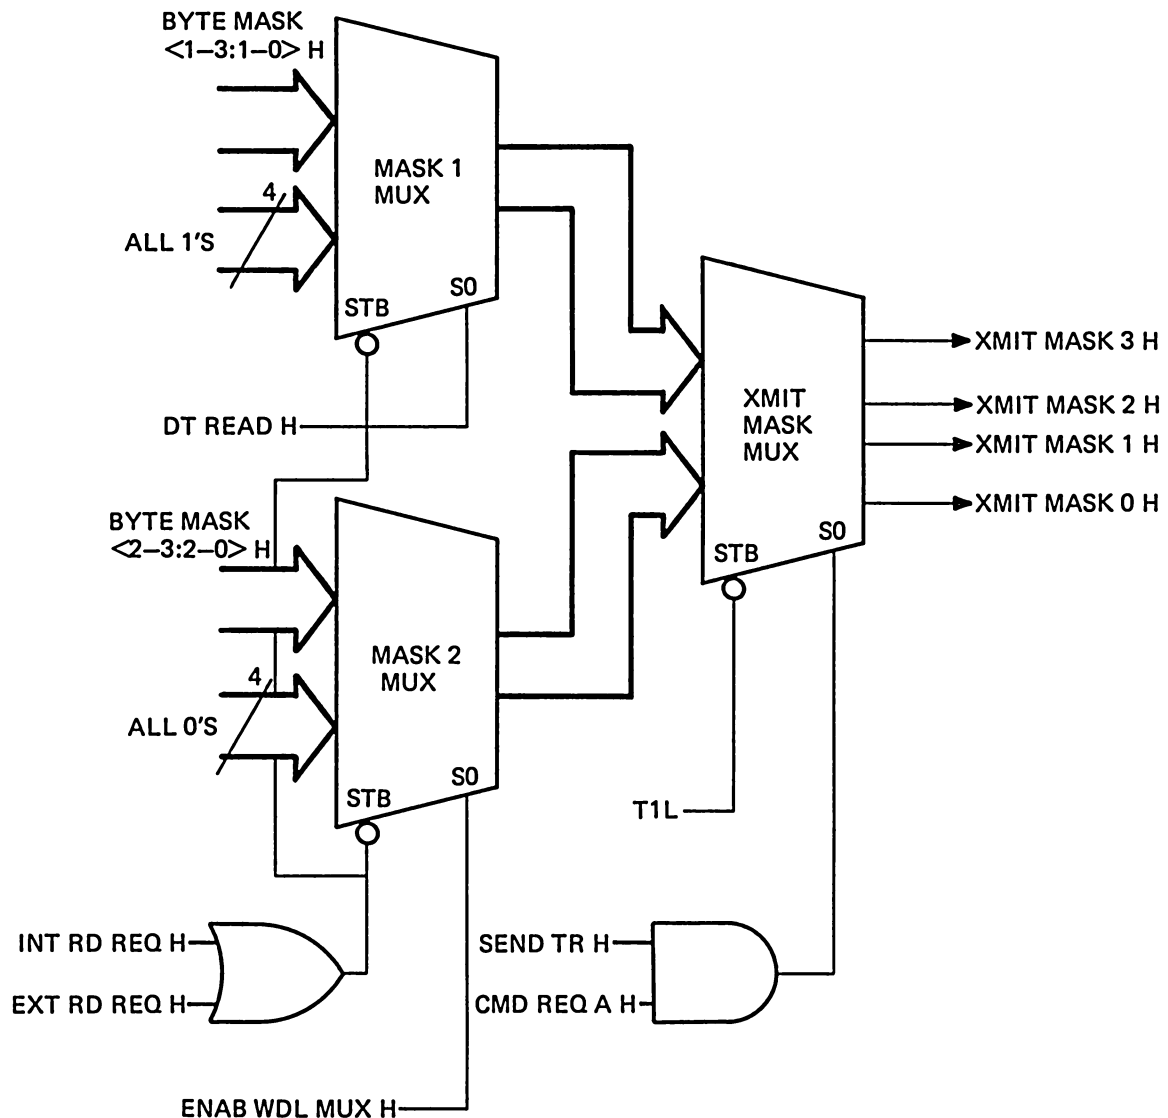 BYTE MASK
<1–3:1–0> H
MASK 1
MUX
4
ALL 1'S
S0
STB
DT READ H
XMIT
MASK
MUX
XMIT MASK 3 H
XMIT MASK 2 H
XMIT MASK 1 H
XMIT MASK 0 H
S0
STB
BYTE MASK
<2–3:2–0> H
MASK 2
MUX
4
ALL 0'S
S0
STB
T1L
INT RD REQ H
EXT RD REQ H
SEND TR H
CMD REQ A H
ENAB WDL MUX H